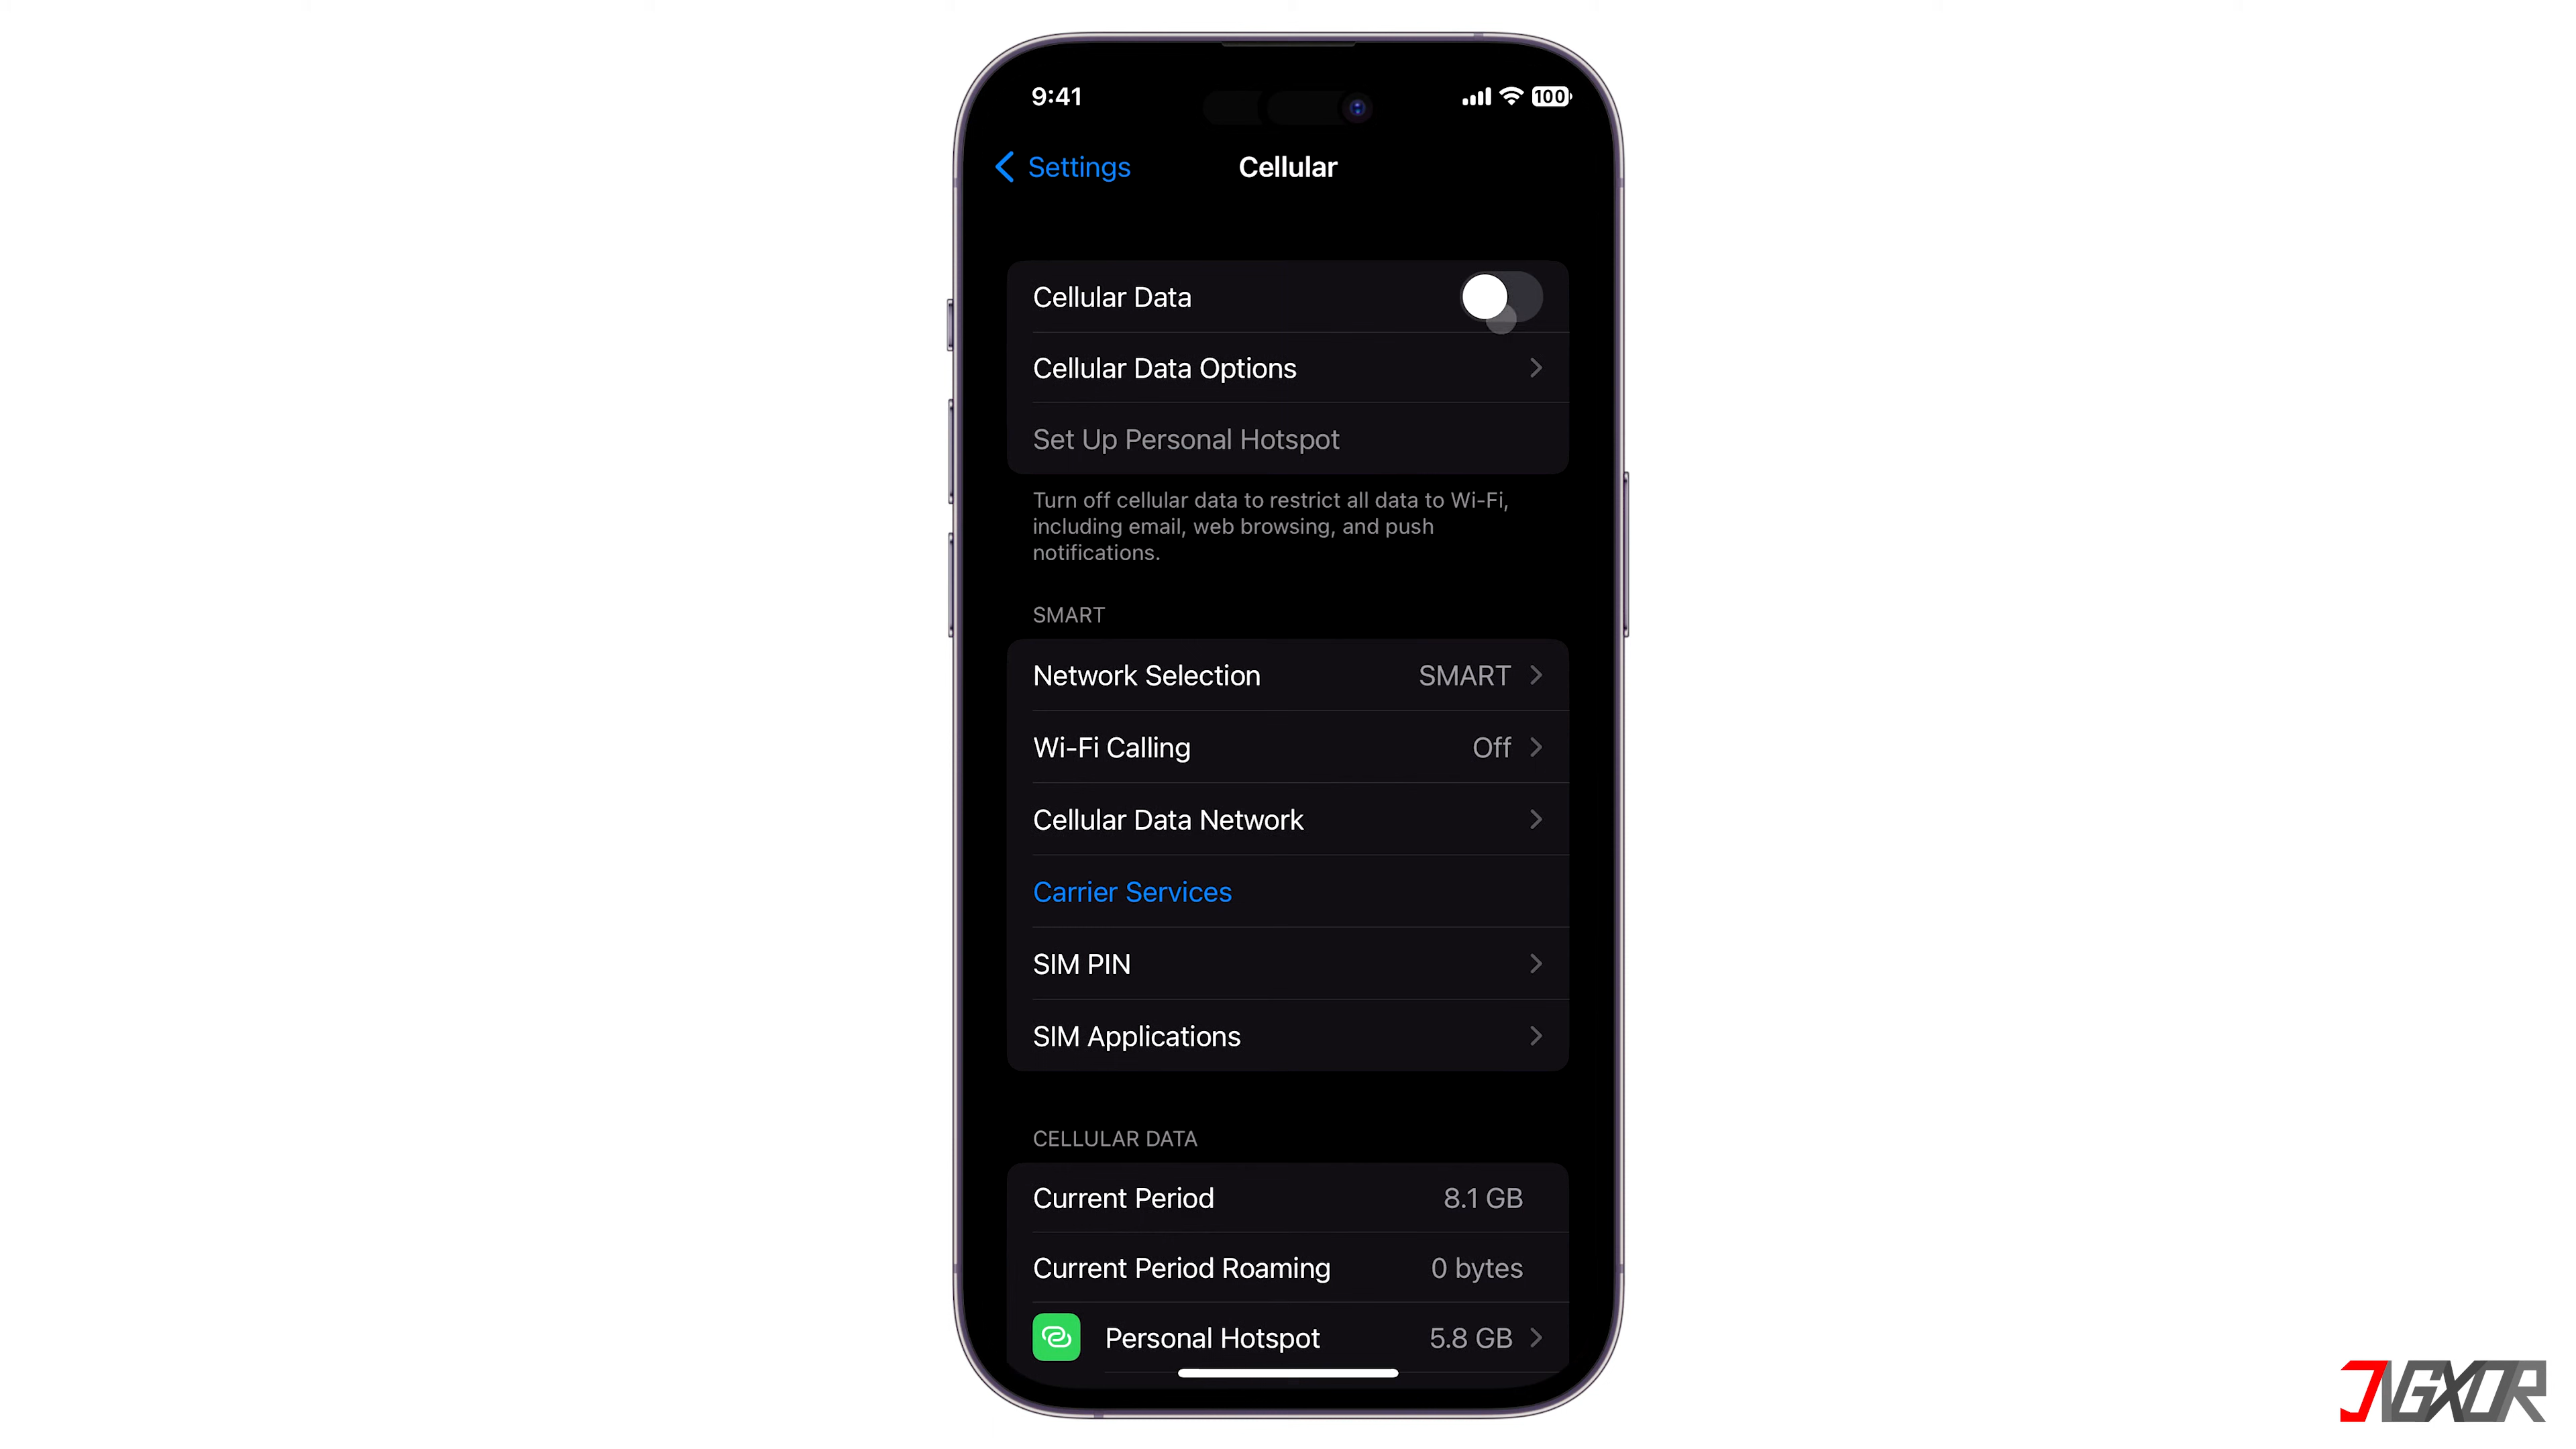 9:41
100
Settings
Cellular
Cellular Data
Cellular Data Options
Set Up Personal Hotspot
Turn off cellular data to restrict all data to Wi-Fi,
including email, web browsing, and push
notifications.
SMART
Network Selection SMART
Wi-Fi Calling Off
Cellular Data Network
Carrier Services
SIM PIN
SIM Applications
CELLULAR DATA
Current Period 8.1 GB
Current Period Roaming 0 bytes
Personal Hotspot 5.8 GB